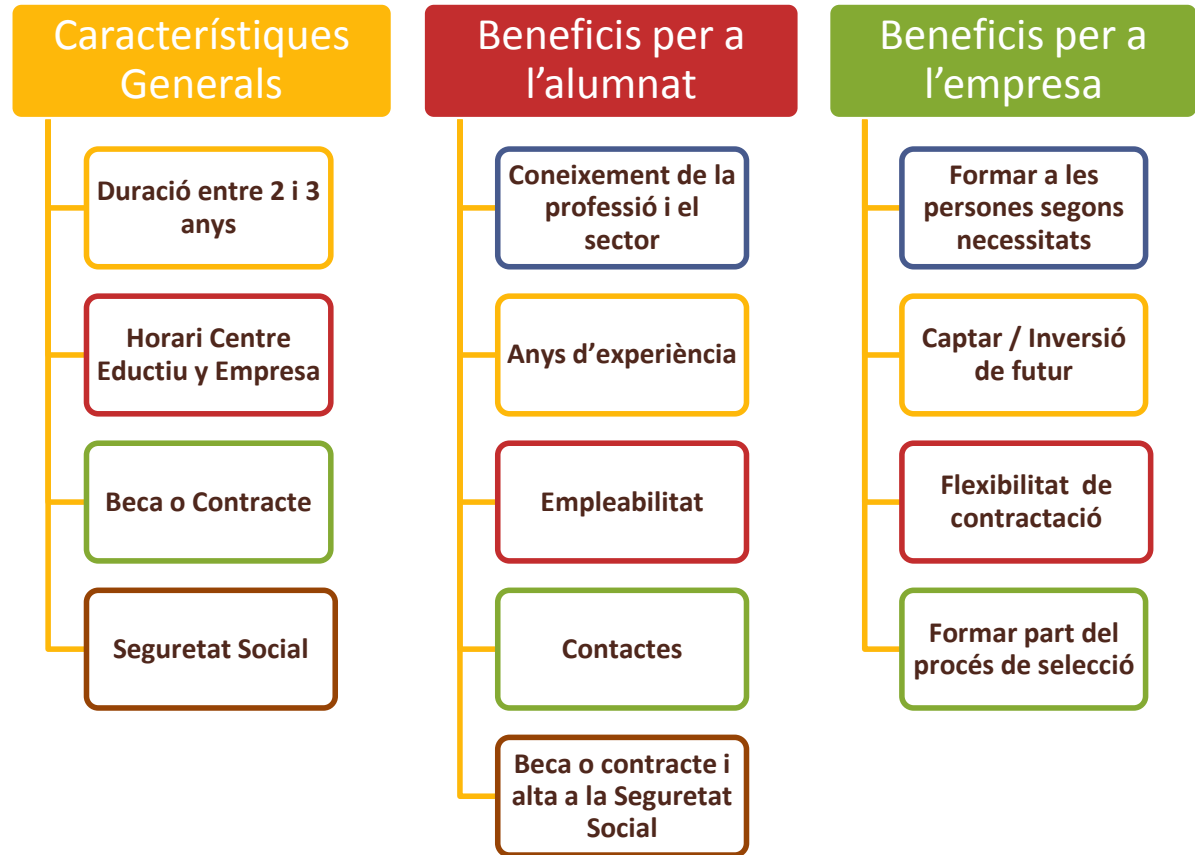 Característiques
Generals
Duració entre 2 i 3
anys
Horari Centre
Eductiu y Empresa
Beca o Contracte
Seguretat Social
Beneficis per a
l’alumnat
Coneixement de la
professió i el
sector
Anys d’experiència
Empleabilitat
Contactes
Beca o contracte i
alta a la Seguretat
Social
Beneficis per a
l’empresa
Formar a les
persones segons
necessitats
Captar / Inversió
de futur
Flexibilitat de
contractació
Formar part del
procés de selecció